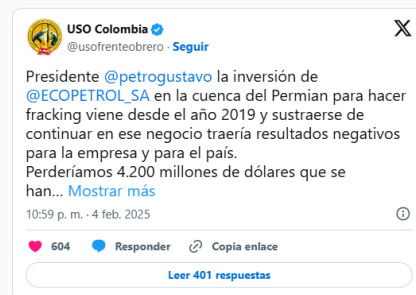 USO Colombia
@usofrenteobrero · Seguir
Presidente @petrogustavo la inversión de
@ECOPETROL_SA en la cuenca del Permian para hacer
fracking viene desde el año 2019 y sustraerse de
continuar en ese negocio traería resultados negativos
para la empresa y para el país.
Perderíamos 4.200 millones de dólares que se
han... Mostrar más
10:59 p. m. · 4 feb. 2025
604 Responder Copia enlace
Leer 401 respuestas